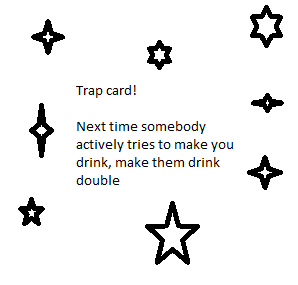 Trap card!
Next time somebody
actively tries to make you
drink, make them drink
double